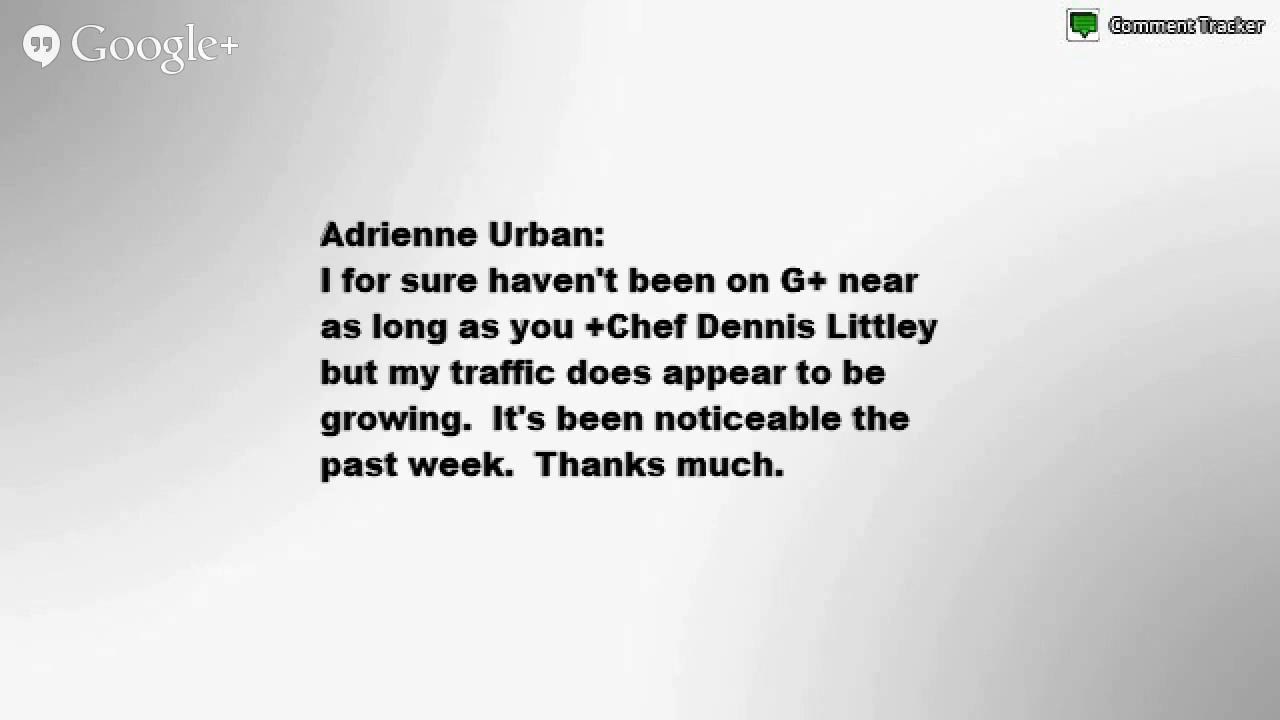 Google+
Comment Tracker
Adrienne Urban:
I for sure haven't been on G+ near
as long as you +Chef Dennis Littley
but my traffic does appear to be
growing.  It's been noticeable the
past week.  Thanks much.